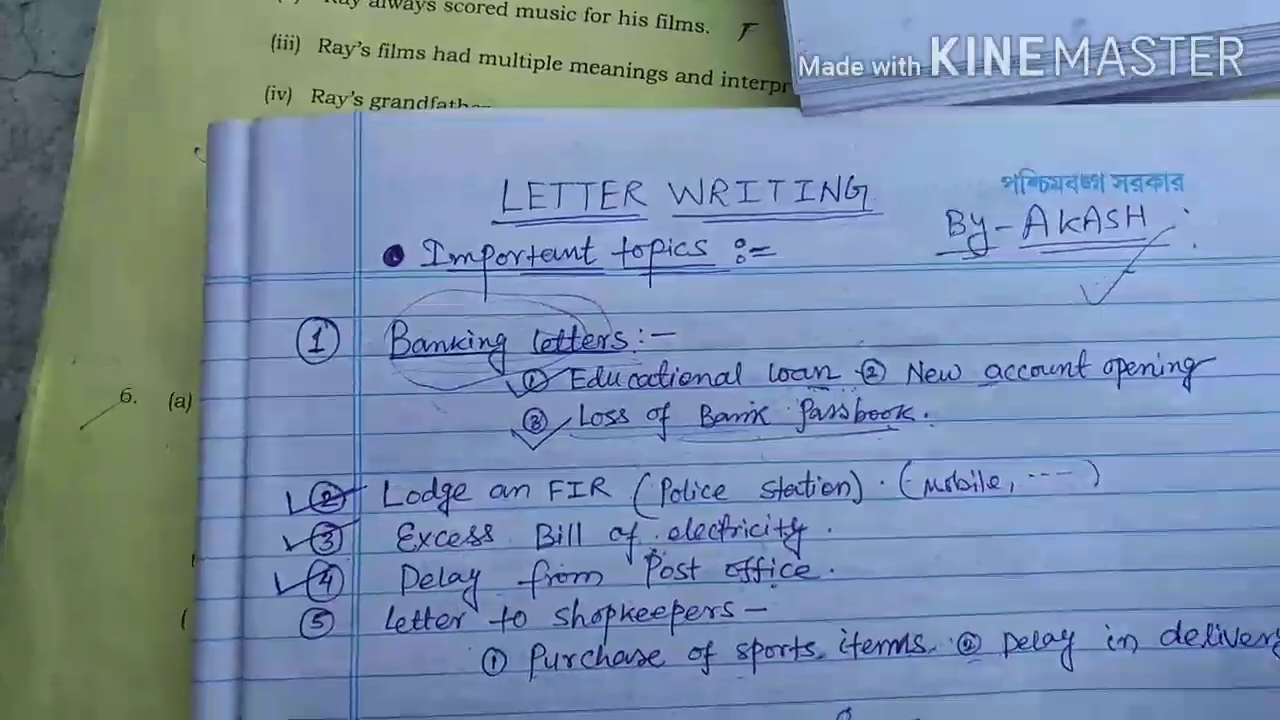 Ray always scored music for his films. F
(iii) Ray's films had multiple meanings and interpr
(iv) Ray's grandfather
Made with KINEMASTER
LETTER WRITING
পশ্চিমবঙ্গ সরকার
By- AKASH
Important topics :=
1 Banking letters :-
① Educational loan ② New account opening
③ Loss of Bank Passbook.
6. (a)
② Lodge an FIR (Police station). (Mobile, ----)
③ Excess Bill of electricity.
④ Delay from Post office.
⑤ Letter to shopkeepers -
① Purchase of sports items. ② Delay in delivery